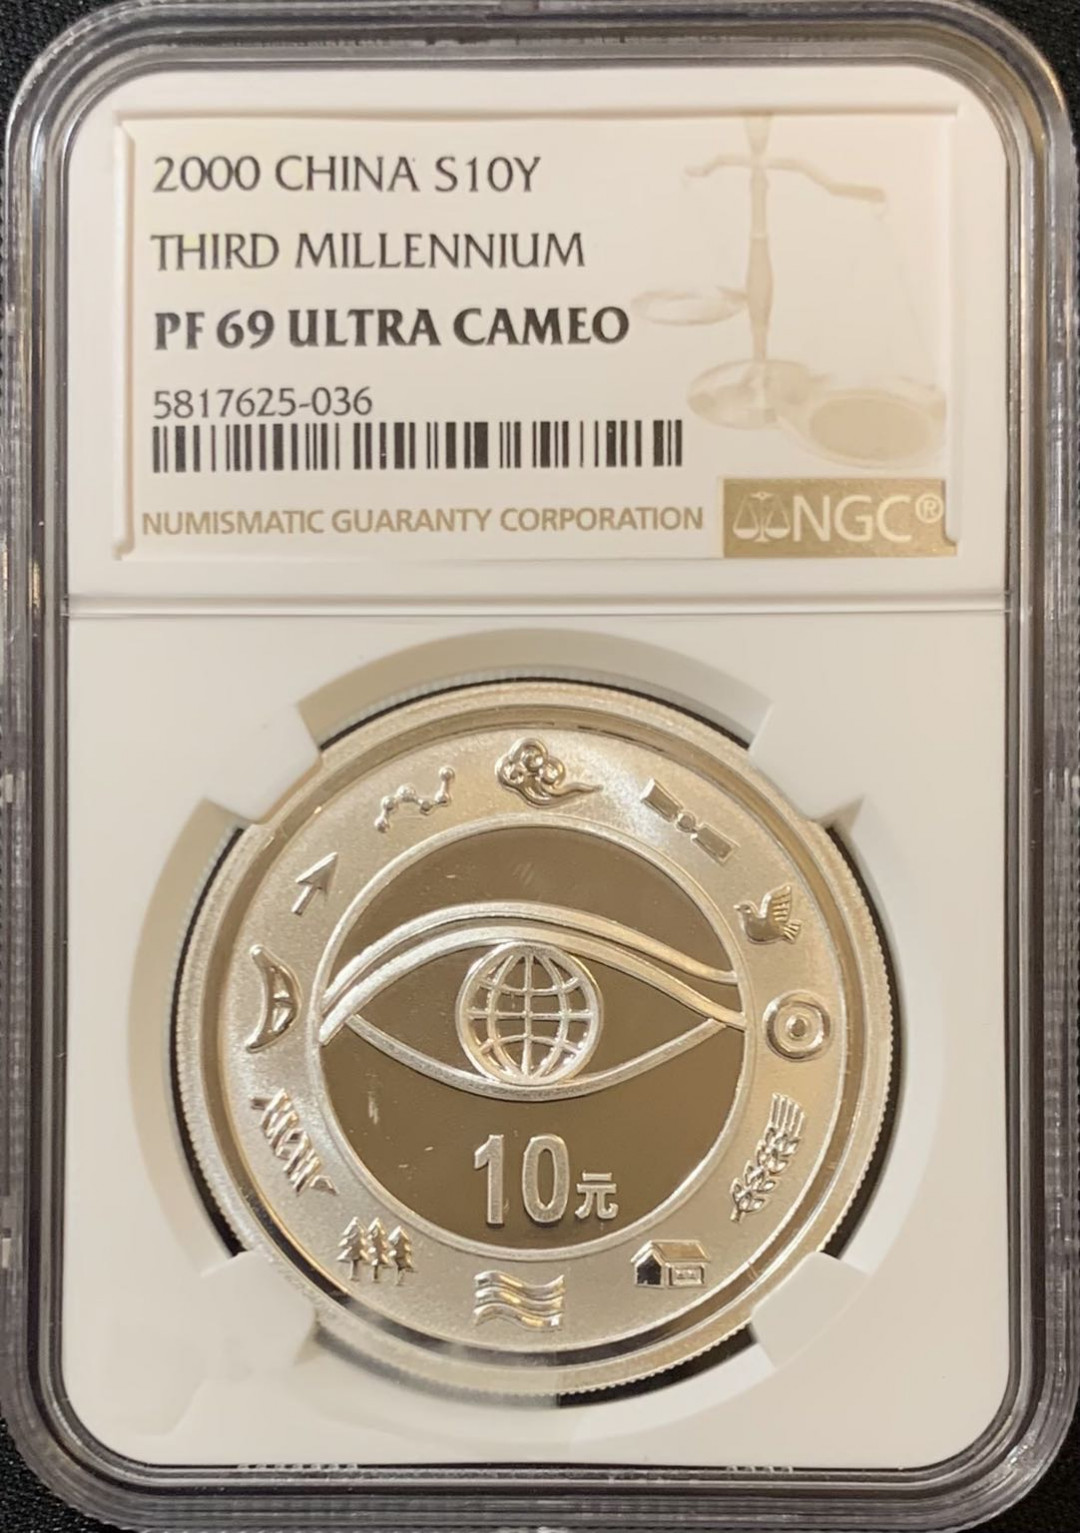 2000 CHINA S10Y
THIRD MILLENNIUM
PF 69 ULTRA CAMEO
5817625-036
NUMISMATIC GUARANTY CORPORATION
NGC®
10元